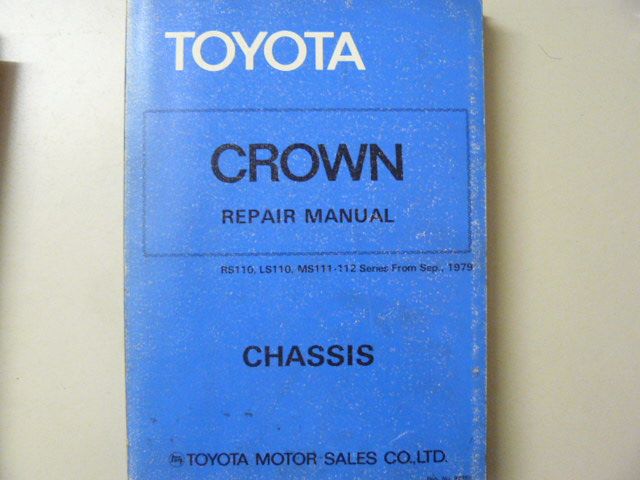 TOYOTA
CROWN
REPAIR MANUAL
RS110, LS110, MS111-112 Series From Sep., 1979
CHASSIS
TOYOTA MOTOR SALES CO.,LTD.